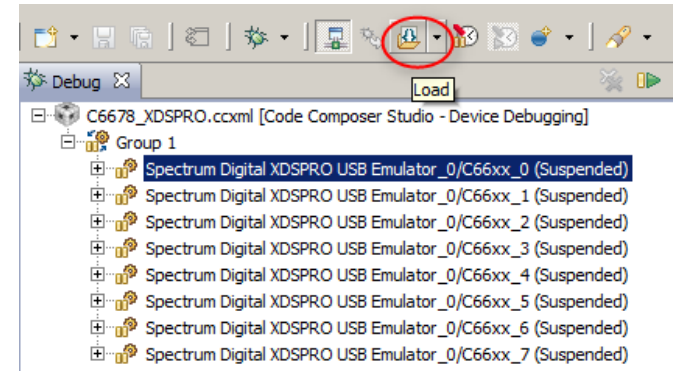 Debug
Load
C6678_XDSPRO.ccxml [Code Composer Studio - Device Debugging]
Group 1
Spectrum Digital XDSPRO USB Emulator_0/C66xx_0 (Suspended)
Spectrum Digital XDSPRO USB Emulator_0/C66xx_1 (Suspended)
Spectrum Digital XDSPRO USB Emulator_0/C66xx_2 (Suspended)
Spectrum Digital XDSPRO USB Emulator_0/C66xx_3 (Suspended)
Spectrum Digital XDSPRO USB Emulator_0/C66xx_4 (Suspended)
Spectrum Digital XDSPRO USB Emulator_0/C66xx_5 (Suspended)
Spectrum Digital XDSPRO USB Emulator_0/C66xx_6 (Suspended)
Spectrum Digital XDSPRO USB Emulator_0/C66xx_7 (Suspended)